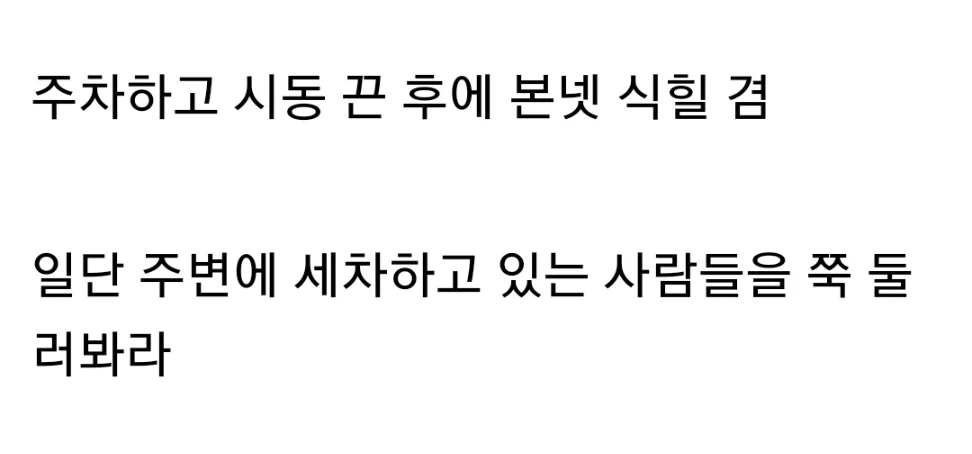 주차하고 시동 끈 후에 본넷 식힐 겸
일단 주변에 세차하고 있는 사람들을 쭉 둘
러봐라